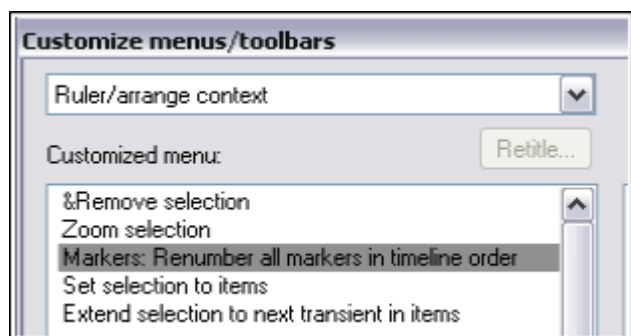 Customize menus/toolbars
Ruler/arrange context
Customized menu:
Retitle...
&Remove selection
Zoom selection
Markers: Renumber all markers in timeline order
Set selection to items
Extend selection to next transient in items